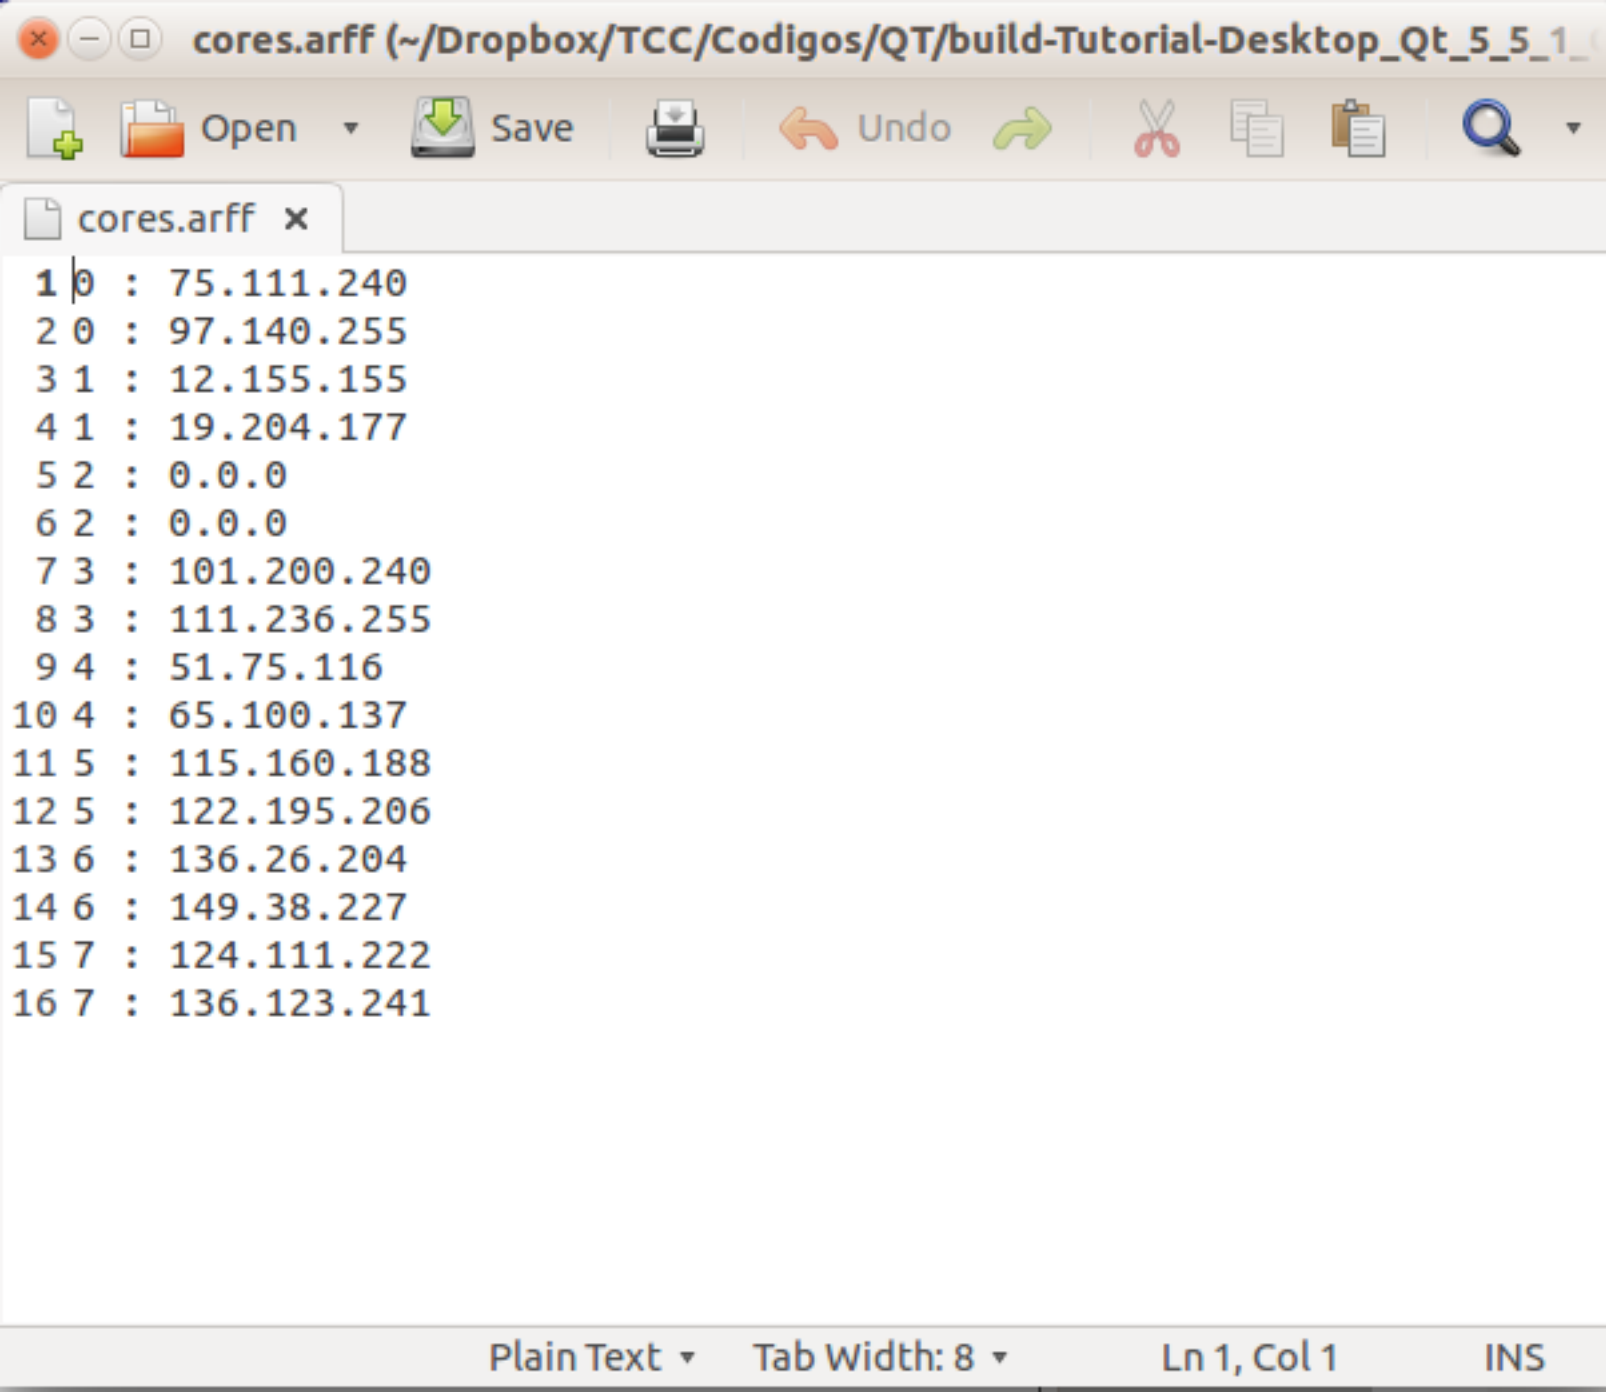 cores.arff (~/Dropbox/TCC/Codigos/QT/build-Tutorial-Desktop_Qt_5_5_1_
Open Save Undo
cores.arff
1 0 : 75.111.240
2 0 : 97.140.255
3 1 : 12.155.155
4 1 : 19.204.177
5 2 : 0.0.0
6 2 : 0.0.0
7 3 : 101.200.240
8 3 : 111.236.255
9 4 : 51.75.116
10 4 : 65.100.137
11 5 : 115.160.188
12 5 : 122.195.206
13 6 : 136.26.204
14 6 : 149.38.227
15 7 : 124.111.222
16 7 : 136.123.241
Plain Text Tab Width: 8 Ln 1, Col 1 INS